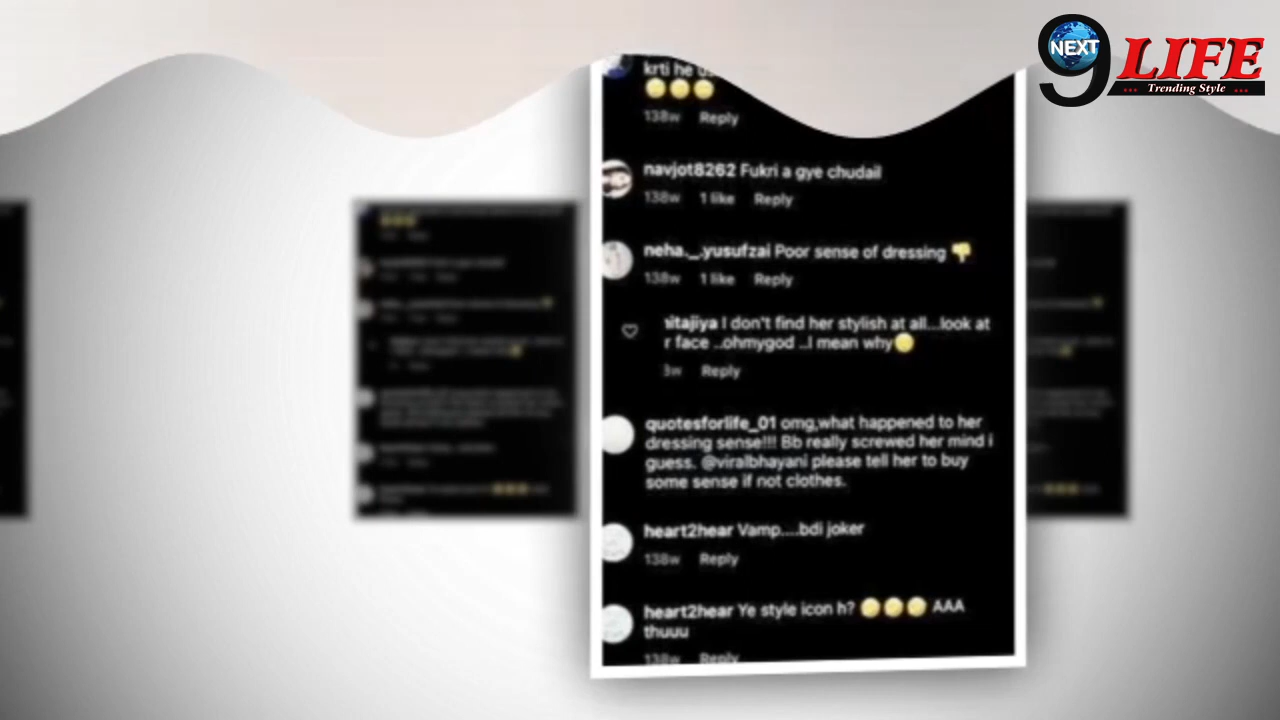 NEXT
9 LIFE
... Trending Style ...
krti he
138w Reply
navjot8262 Fukri a gye chudail
138w 1 like Reply
neha._.yusufzai Poor sense of dressing 👎
138w 1 like Reply
itajiya I don't find her stylish at all...look at
r face ..ohmygod ..I mean why
3w Reply
quotesforlife_01 omg,what happened to her
dressing sense!!! Bb really screwed her mind i
guess. @viralbhayani please tell her to buy
some sense if not clothes.
heart2hear Vamp....bdi joker
138w Reply
heart2hear Ye style icon h? AAA
thuuu
138w Reply